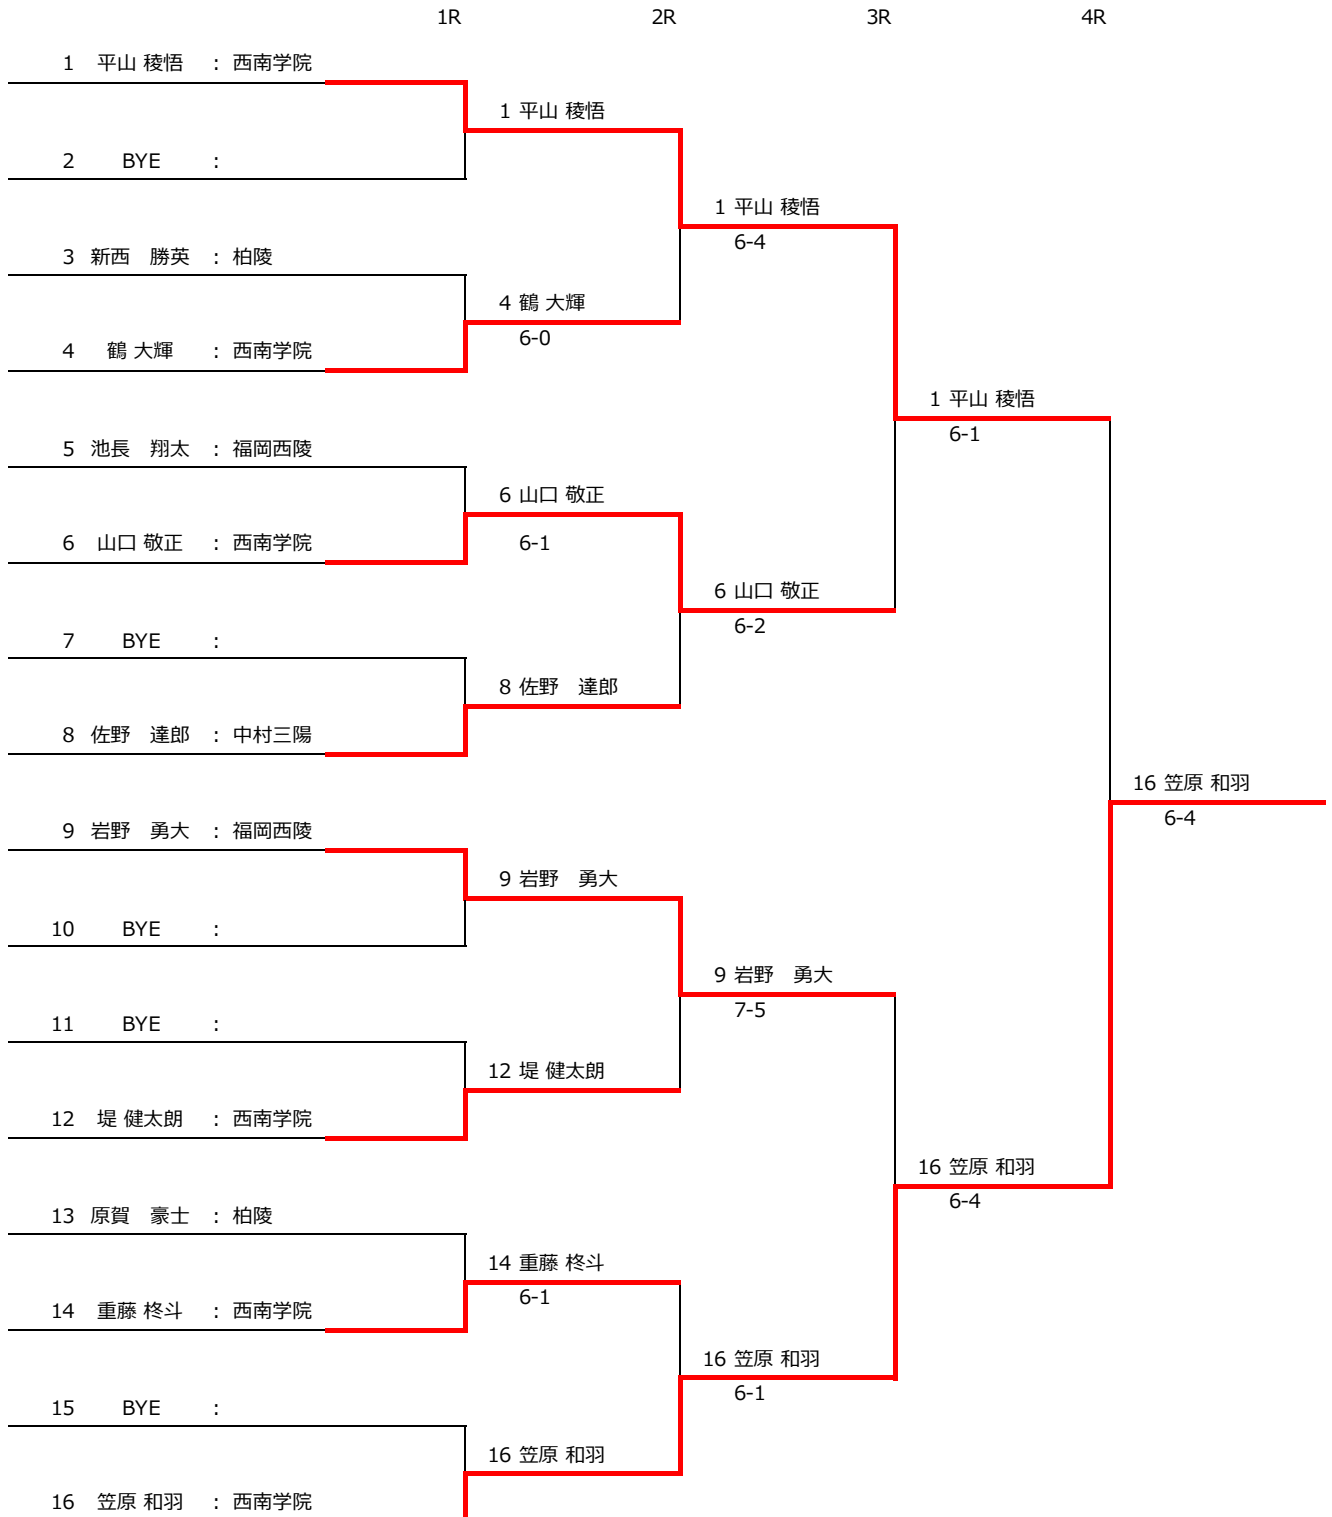 1R 2R 3R 4R
1 平山 稜悟 : 西南学院
1 平山 稜悟
2 BYE :
1 平山 稜悟
6-4
3 新西　勝英 : 柏陵
4 鶴 大輝
6-0
4 鶴 大輝 : 西南学院
1 平山 稜悟
6-1
5 池長　翔太 : 福岡西陵
6 山口 敬正
6-1
6 山口 敬正 : 西南学院
6 山口 敬正
6-2
7 BYE :
8 佐野　達郎
8 佐野　達郎 : 中村三陽
16 笠原 和羽
6-4
9 岩野　勇大 : 福岡西陵
9 岩野　勇大
10 BYE :
9 岩野　勇大
7-5
11 BYE :
12 堤 健太朗
12 堤 健太朗 : 西南学院
16 笠原 和羽
6-4
13 原賀　豪士 : 柏陵
14 重藤 柊斗
6-1
14 重藤 柊斗 : 西南学院
16 笠原 和羽
6-1
15 BYE :
16 笠原 和羽
16 笠原 和羽 : 西南学院